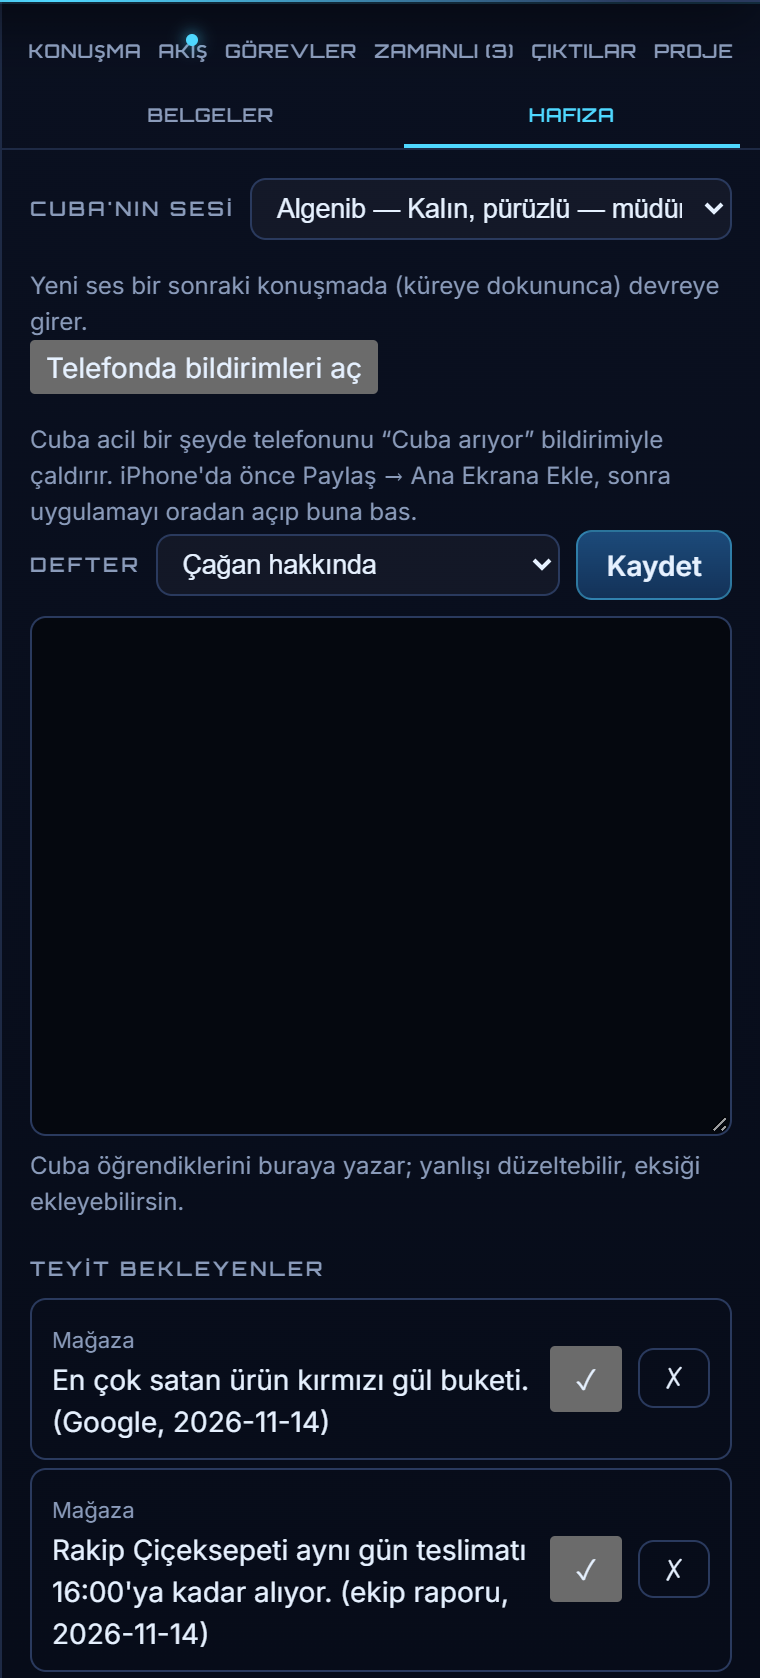 KONUŞMA AKIŞ GÖREVLER ZAMANLI (3) ÇIKTILAR PROJE
BELGELER HAFIZA
CUBA'NIN SESİ Algenib — Kalın, pürüzlü — müdür
Yeni ses bir sonraki konuşmada (küreye dokununca) devreye
girer.
Telefonda bildirimleri aç
Cuba acil bir şeyde telefonunu “Cuba arıyor” bildirimiyle
çaldırır. iPhone'da önce Paylaş → Ana Ekrana Ekle, sonra
uygulamayı oradan açıp buna bas.
DEFTER Çağan hakkında Kaydet
Cuba öğrendiklerini buraya yazar; yanlışı düzeltebilir, eksiği
ekleyebilirsin.
TEYİT BEKLEYENLER
Mağaza
En çok satan ürün kırmızı gül buketi. ✓ ✗
(Google, 2026-11-14)
Mağaza
Rakip Çiçeksepeti aynı gün teslimatı
16:00'ya kadar alıyor. (ekip raporu, ✓ ✗
2026-11-14)